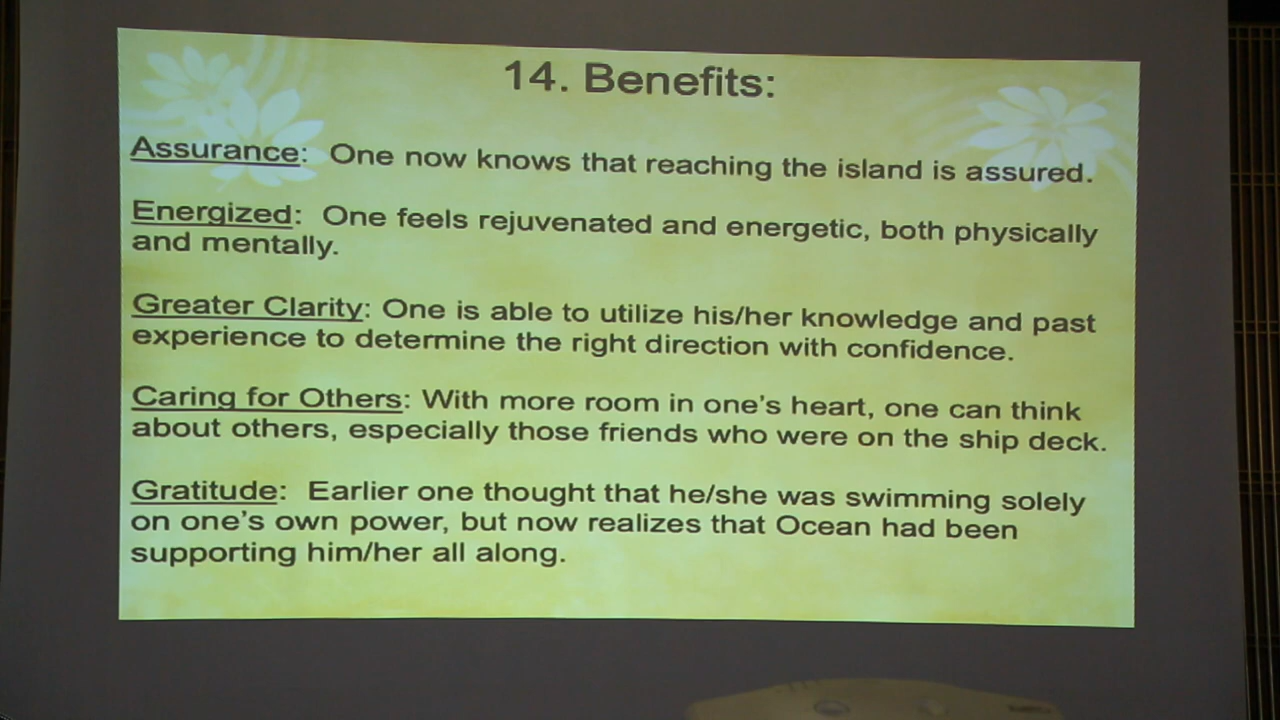 14. Benefits:
Assurance: One now knows that reaching the island is assured.
Energized: One feels rejuvenated and energetic, both physically
and mentally.
Greater Clarity: One is able to utilize his/her knowledge and past
experience to determine the right direction with confidence.
Caring for Others: With more room in one's heart, one can think
about others, especially those friends who were on the ship deck.
Gratitude: Earlier one thought that he/she was swimming solely
on one's own power, but now realizes that Ocean had been
supporting him/her all along.